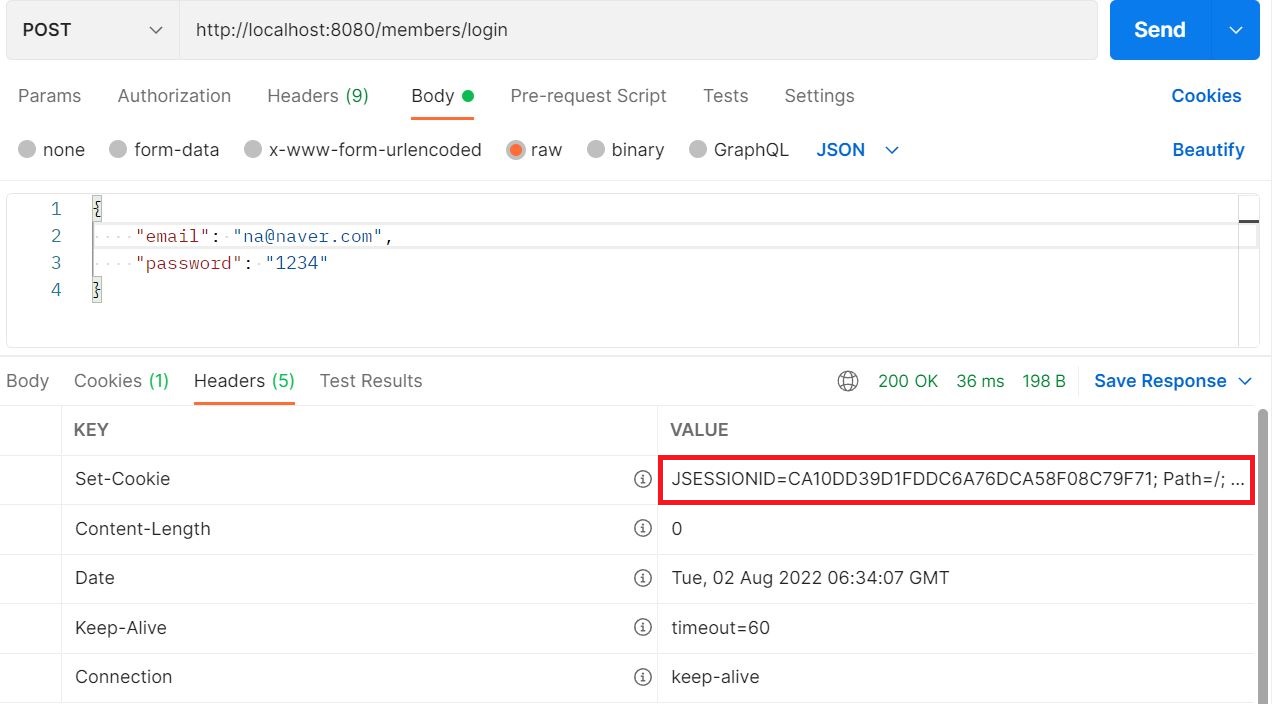 POST http://localhost:8080/members/login Send
Params Authorization Headers (9) Body Pre-request Script Tests Settings Cookies
none form-data x-www-form-urlencoded raw binary GraphQL JSON Beautify
1 {
2 "email": "na@naver.com",
3 "password": "1234"
4 }
Body Cookies (1) Headers (5) Test Results 200 OK 36 ms 198 B Save Response
KEY VALUE
Set-Cookie JSESSIONID=CA10DD39D1FDDC6A76DCA58F08C79F71; Path=/; ...
Content-Length 0
Date Tue, 02 Aug 2022 06:34:07 GMT
Keep-Alive timeout=60
Connection keep-alive